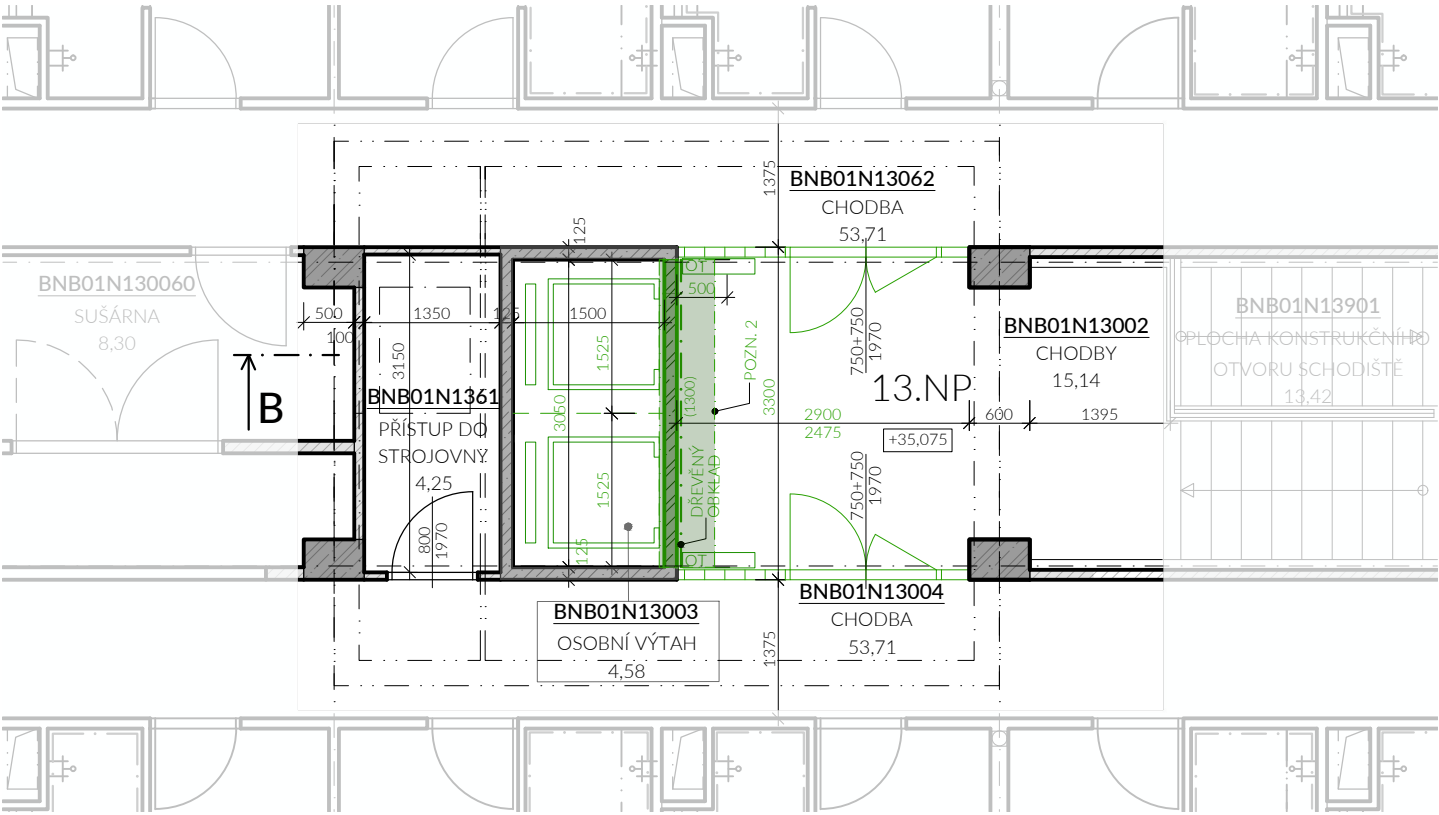 1375
BNB01N13062
CHODBA
53,71
125
BNB01N130060
SUŠÁRNA
8,30
500
100
1350
125
1500
OT
500
BNB01N13901
PLOCHA KONSTRUKČNÍHO
OTVORU SCHODIŠTĚ
13,42
BNB01N13002
CHODBY
15,14
3150
1525
POZN. 2
750+750
1970
B
BNB01N1361
PŘÍSTUP DO
STROJOVNY
4,25
3050
(1300)
3300
13.NP
2900
2475
600
1395
+35,075
1525
DŘEVĚNÝ
OBKLAD
750+750
1970
800
1970
125
OT
BNB01N13003
OSOBNÍ VÝTAH
4,58
BNB01N13004
CHODBA
53,71
1375